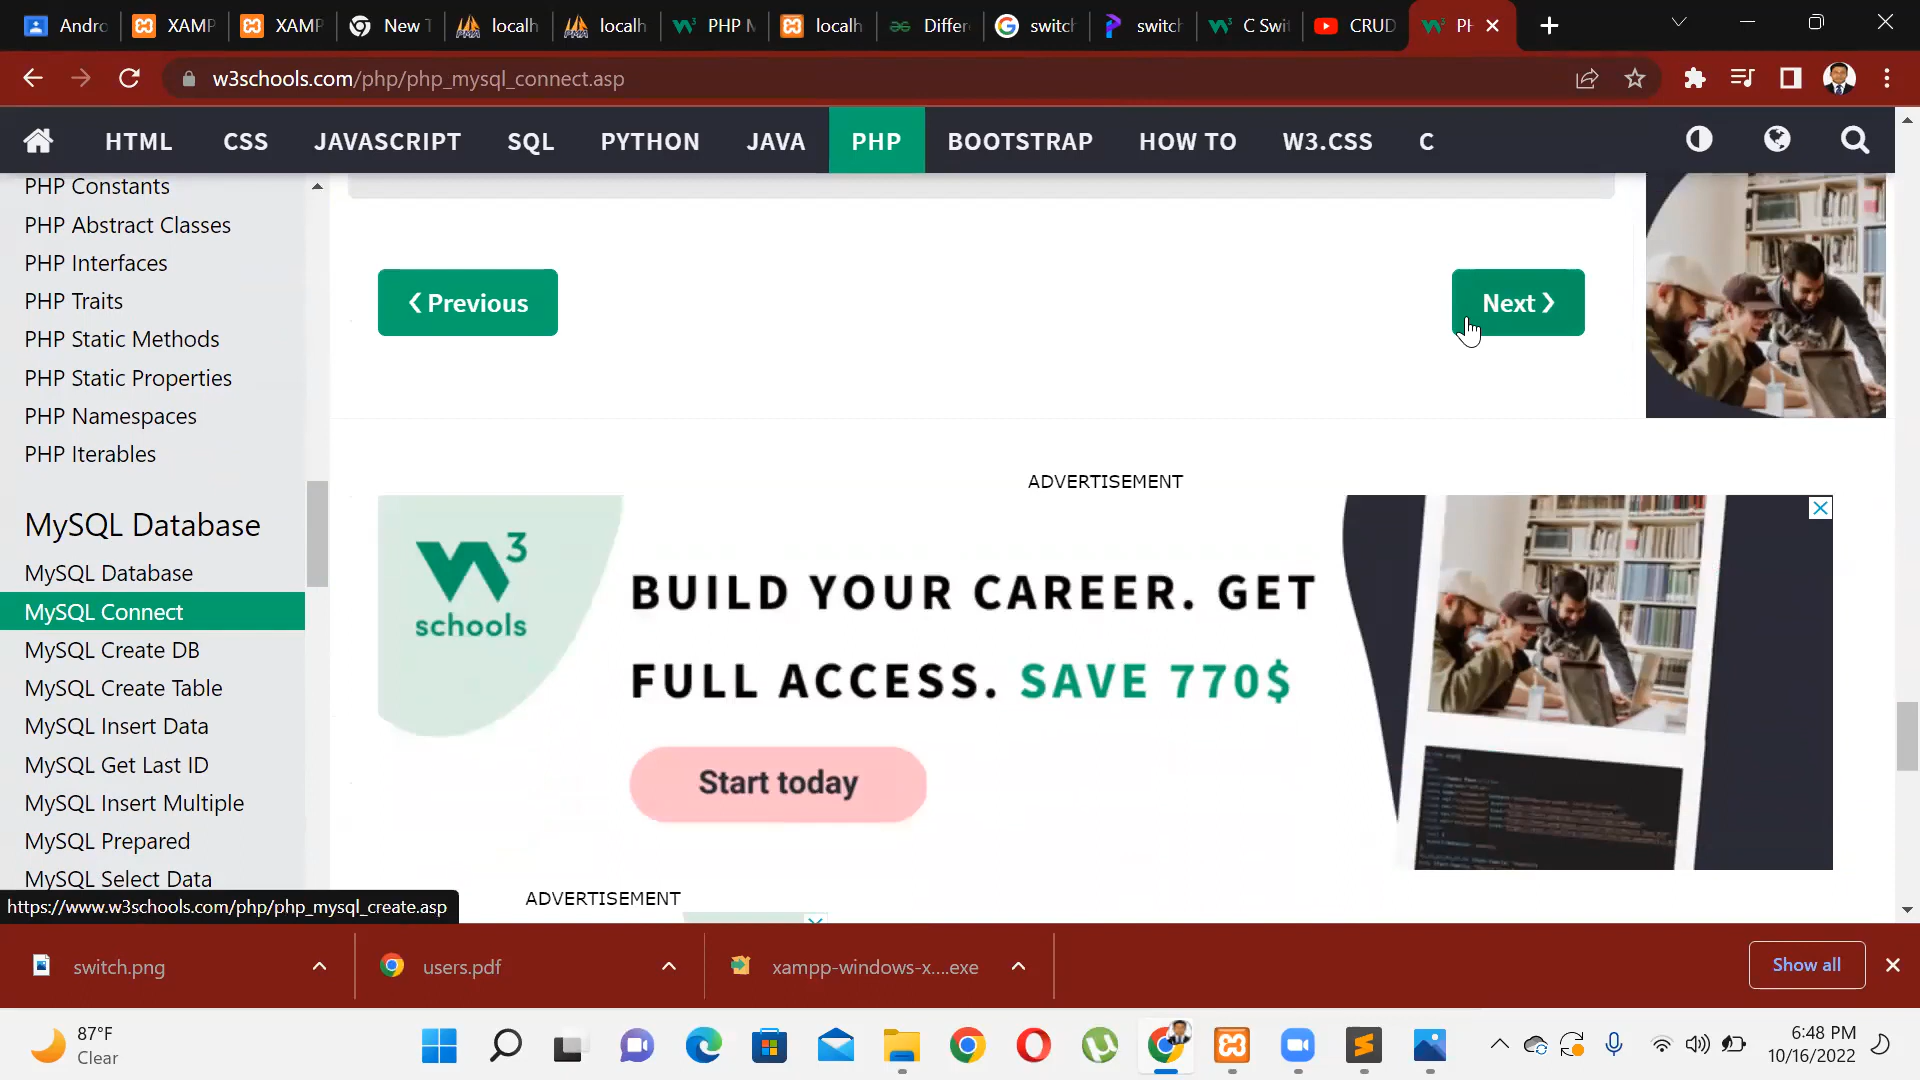 Andro
XAMP
XAMP
New T
localh
localh
PHP M
localh
Differ
switch
switch
C Swi
CRUD
PH
w3schools.com/php/php_mysql_connect.asp
HTML
CSS
JAVASCRIPT
SQL
PYTHON
JAVA
PHP
BOOTSTRAP
HOW TO
W3.CSS
C
PHP Constants
PHP Abstract Classes
PHP Interfaces
PHP Traits
PHP Static Methods
PHP Static Properties
PHP Namespaces
PHP Iterables
MySQL Database
MySQL Database
MySQL Connect
MySQL Create DB
MySQL Create Table
MySQL Insert Data
MySQL Get Last ID
MySQL Insert Multiple
MySQL Prepared
MySQL Select Data
https://www.w3schools.com/php/php_mysql_create.asp
❮ Previous
Next ❯
ADVERTISEMENT
W3
schools
BUILD YOUR CAREER. GET
FULL ACCESS. SAVE 770$
Start today
ADVERTISEMENT
switch.png
users.pdf
xampp-windows-x....exe
Show all
87°F
Clear
6:48 PM
10/16/2022